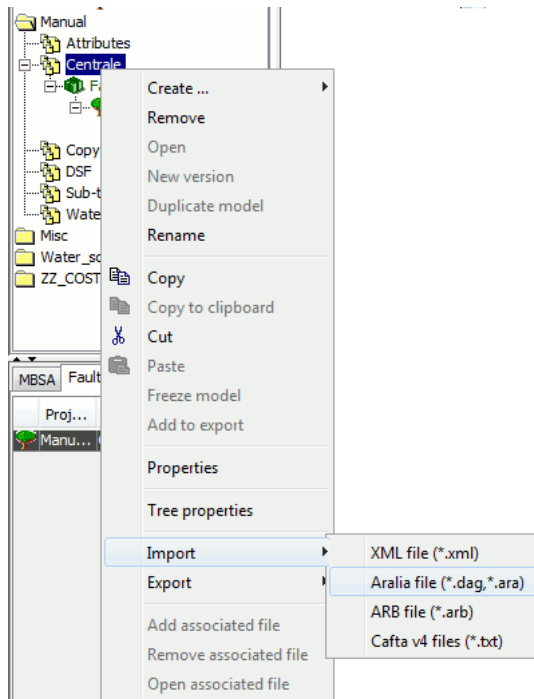 Manual
Attributes
Centrale
Copy
DSF
Sub-t
Wate
Misc
Water_sc
ZZ_COST
Create ...
Remove
Open
New version
Duplicate model
Rename
Copy
Copy to clipboard
Cut
Paste
Freeze model
Add to export
Properties
Tree properties
Import
Export
Add associated file
Remove associated file
Open associated file
XML file (*.xml)
Aralia file (*.dag,*.ara)
ARB file (*.arb)
Cafta v4 files (*.txt)
MBSA Fault
Proj...
Manu...